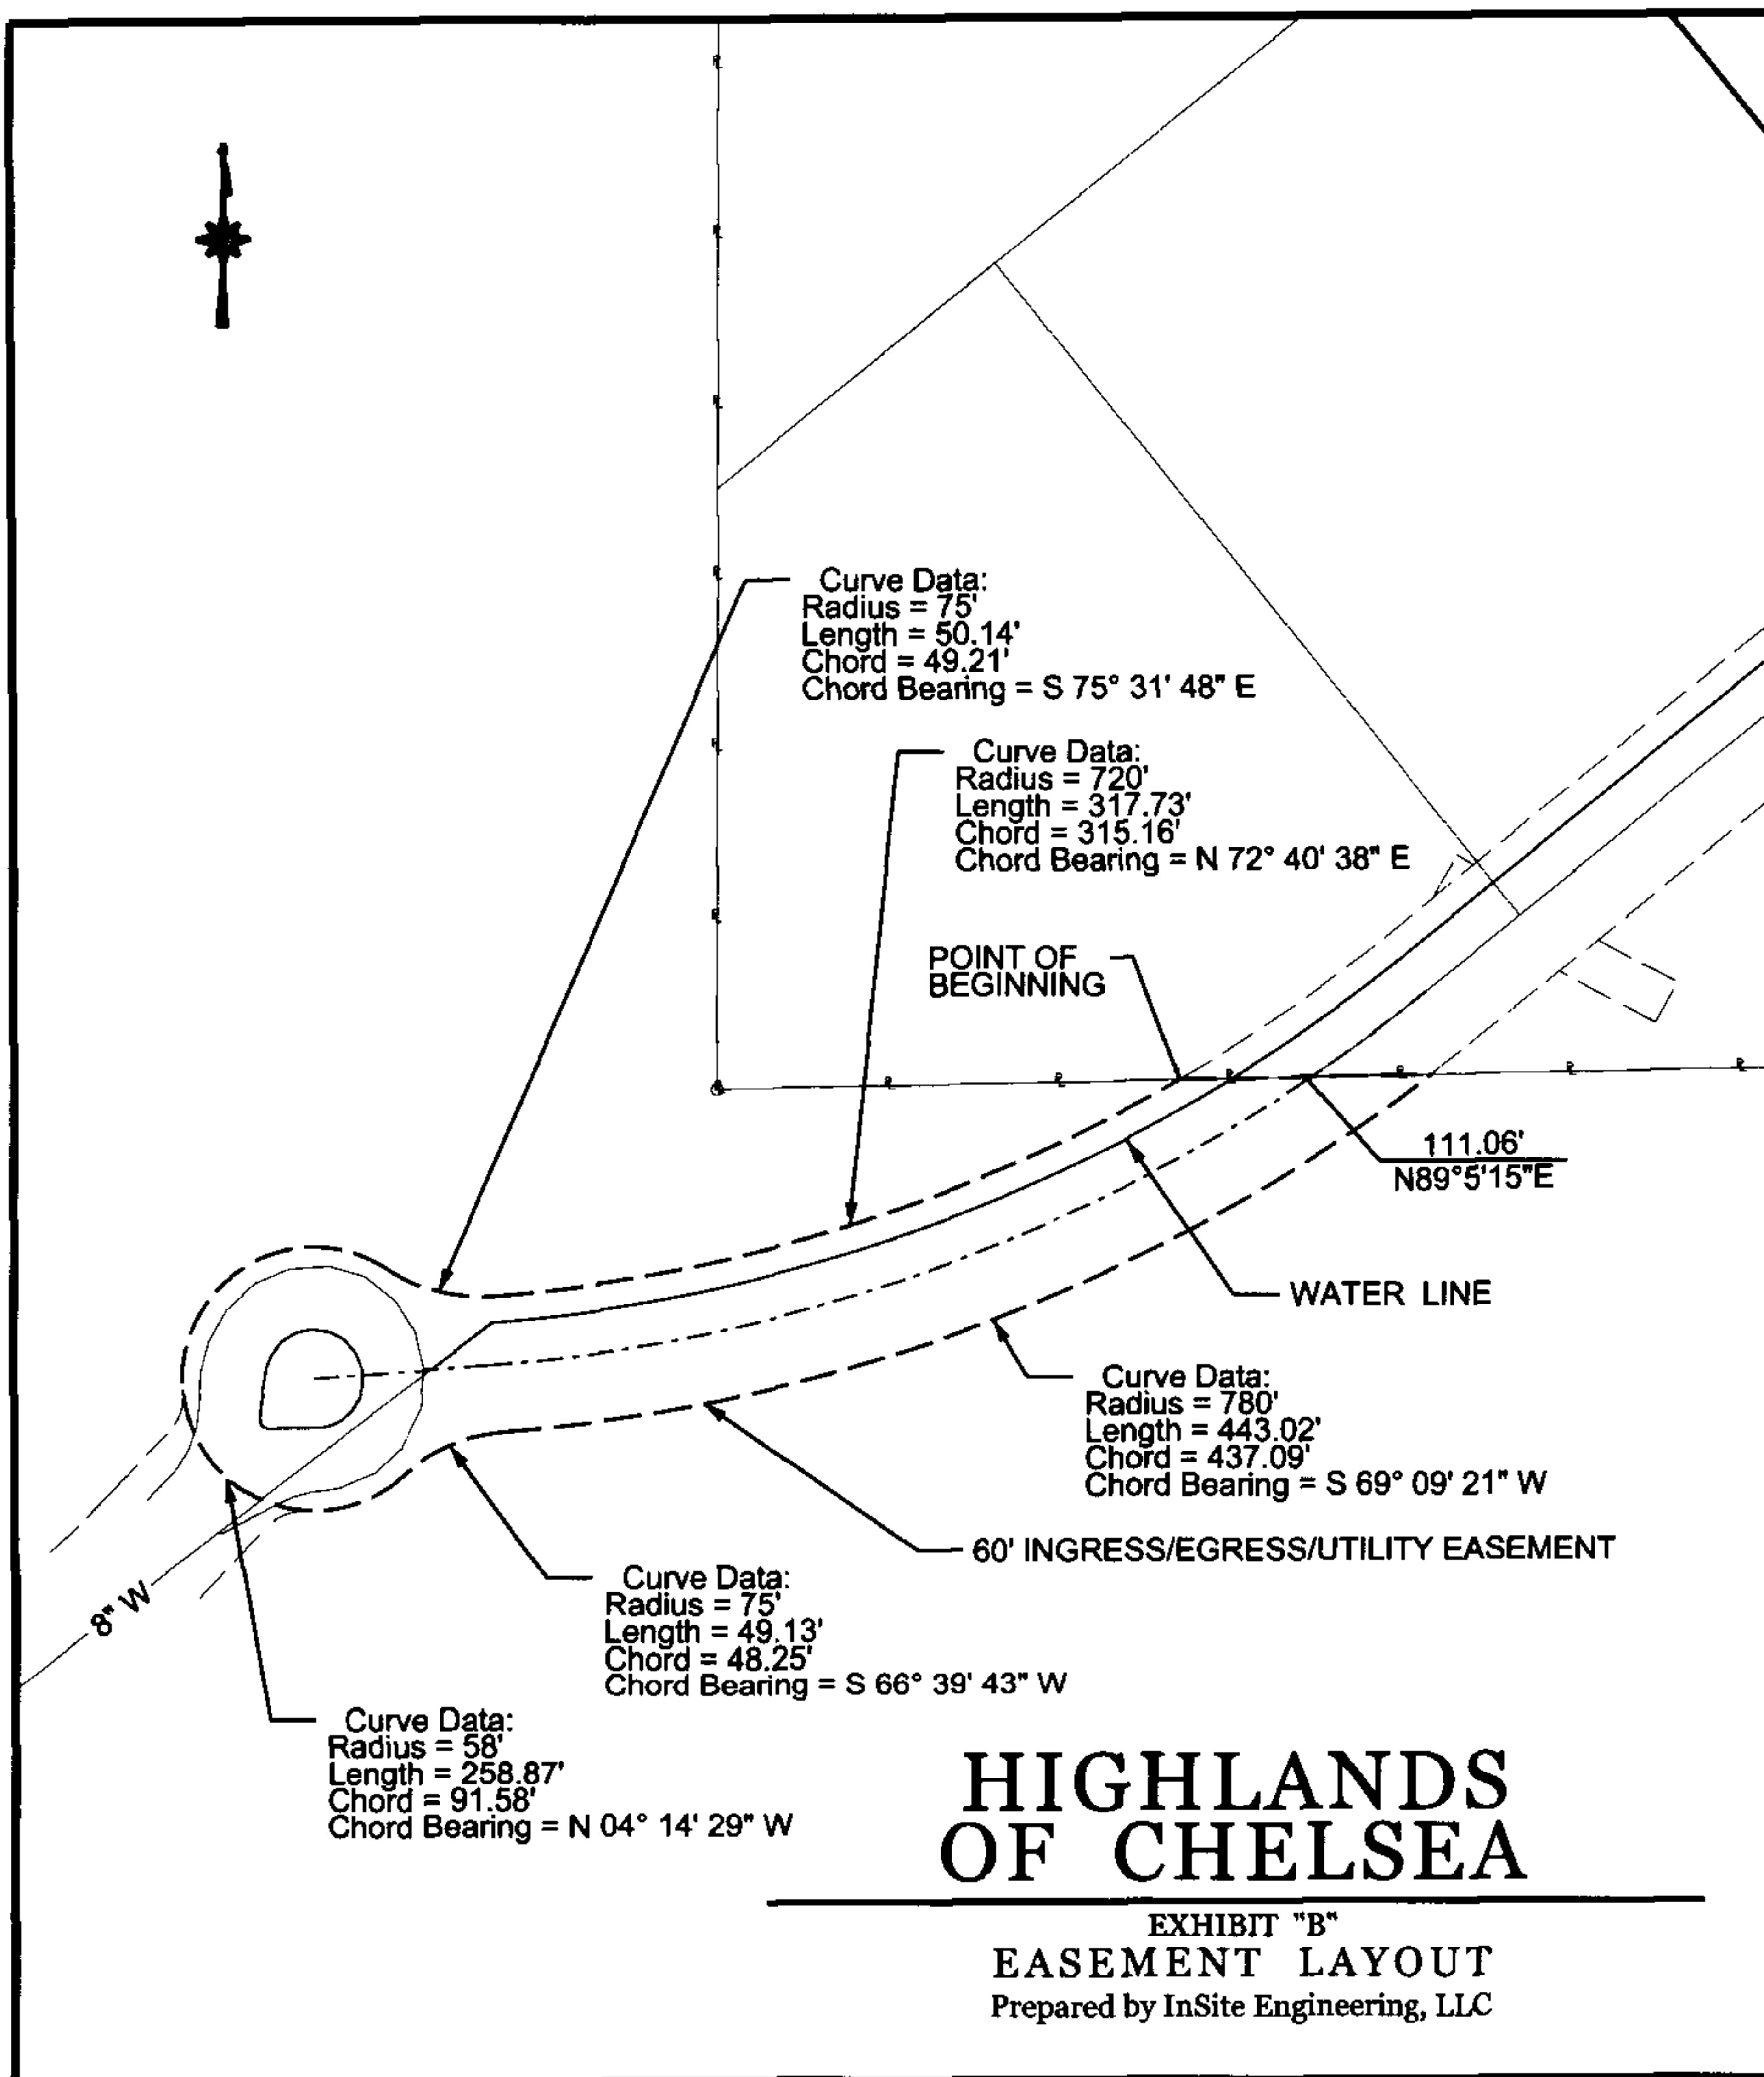 Curve Data:
Radius = 75'
Length = 50.14'
Chord = 49.21'
Chord Bearing = S 75° 31' 48" E
Curve Data:
Radius = 720'
Length = 317.73'
Chord = 315.16'
Chord Bearing = N 72° 40' 38" E
POINT OF
BEGINNING
111.06'
N89°5'15"E
WATER LINE
Curve Data:
Radius = 780'
Length = 443.02'
Chord = 437.09'
Chord Bearing = S 69° 09' 21" W
60' INGRESS/EGRESS/UTILITY EASEMENT
8" W
Curve Data:
Radius = 75'
Length = 49.13'
Chord = 48.25'
Chord Bearing = S 66° 39' 43" W
Curve Data:
Radius = 58'
Length = 258.87'
Chord = 91.58'
Chord Bearing = N 04° 14' 29" W
HIGHLANDS
OF CHELSEA
EXHIBIT "B"
EASEMENT LAYOUT
Prepared by InSite Engineering, LLC